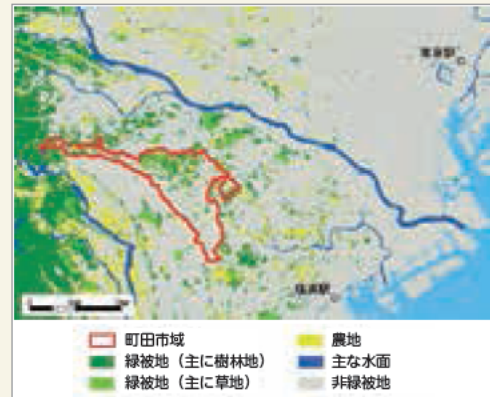 東京駅
横浜駅
町田市域
農地
緑被地（主に樹林地）
主な水面
緑被地（主に草地）
非緑被地